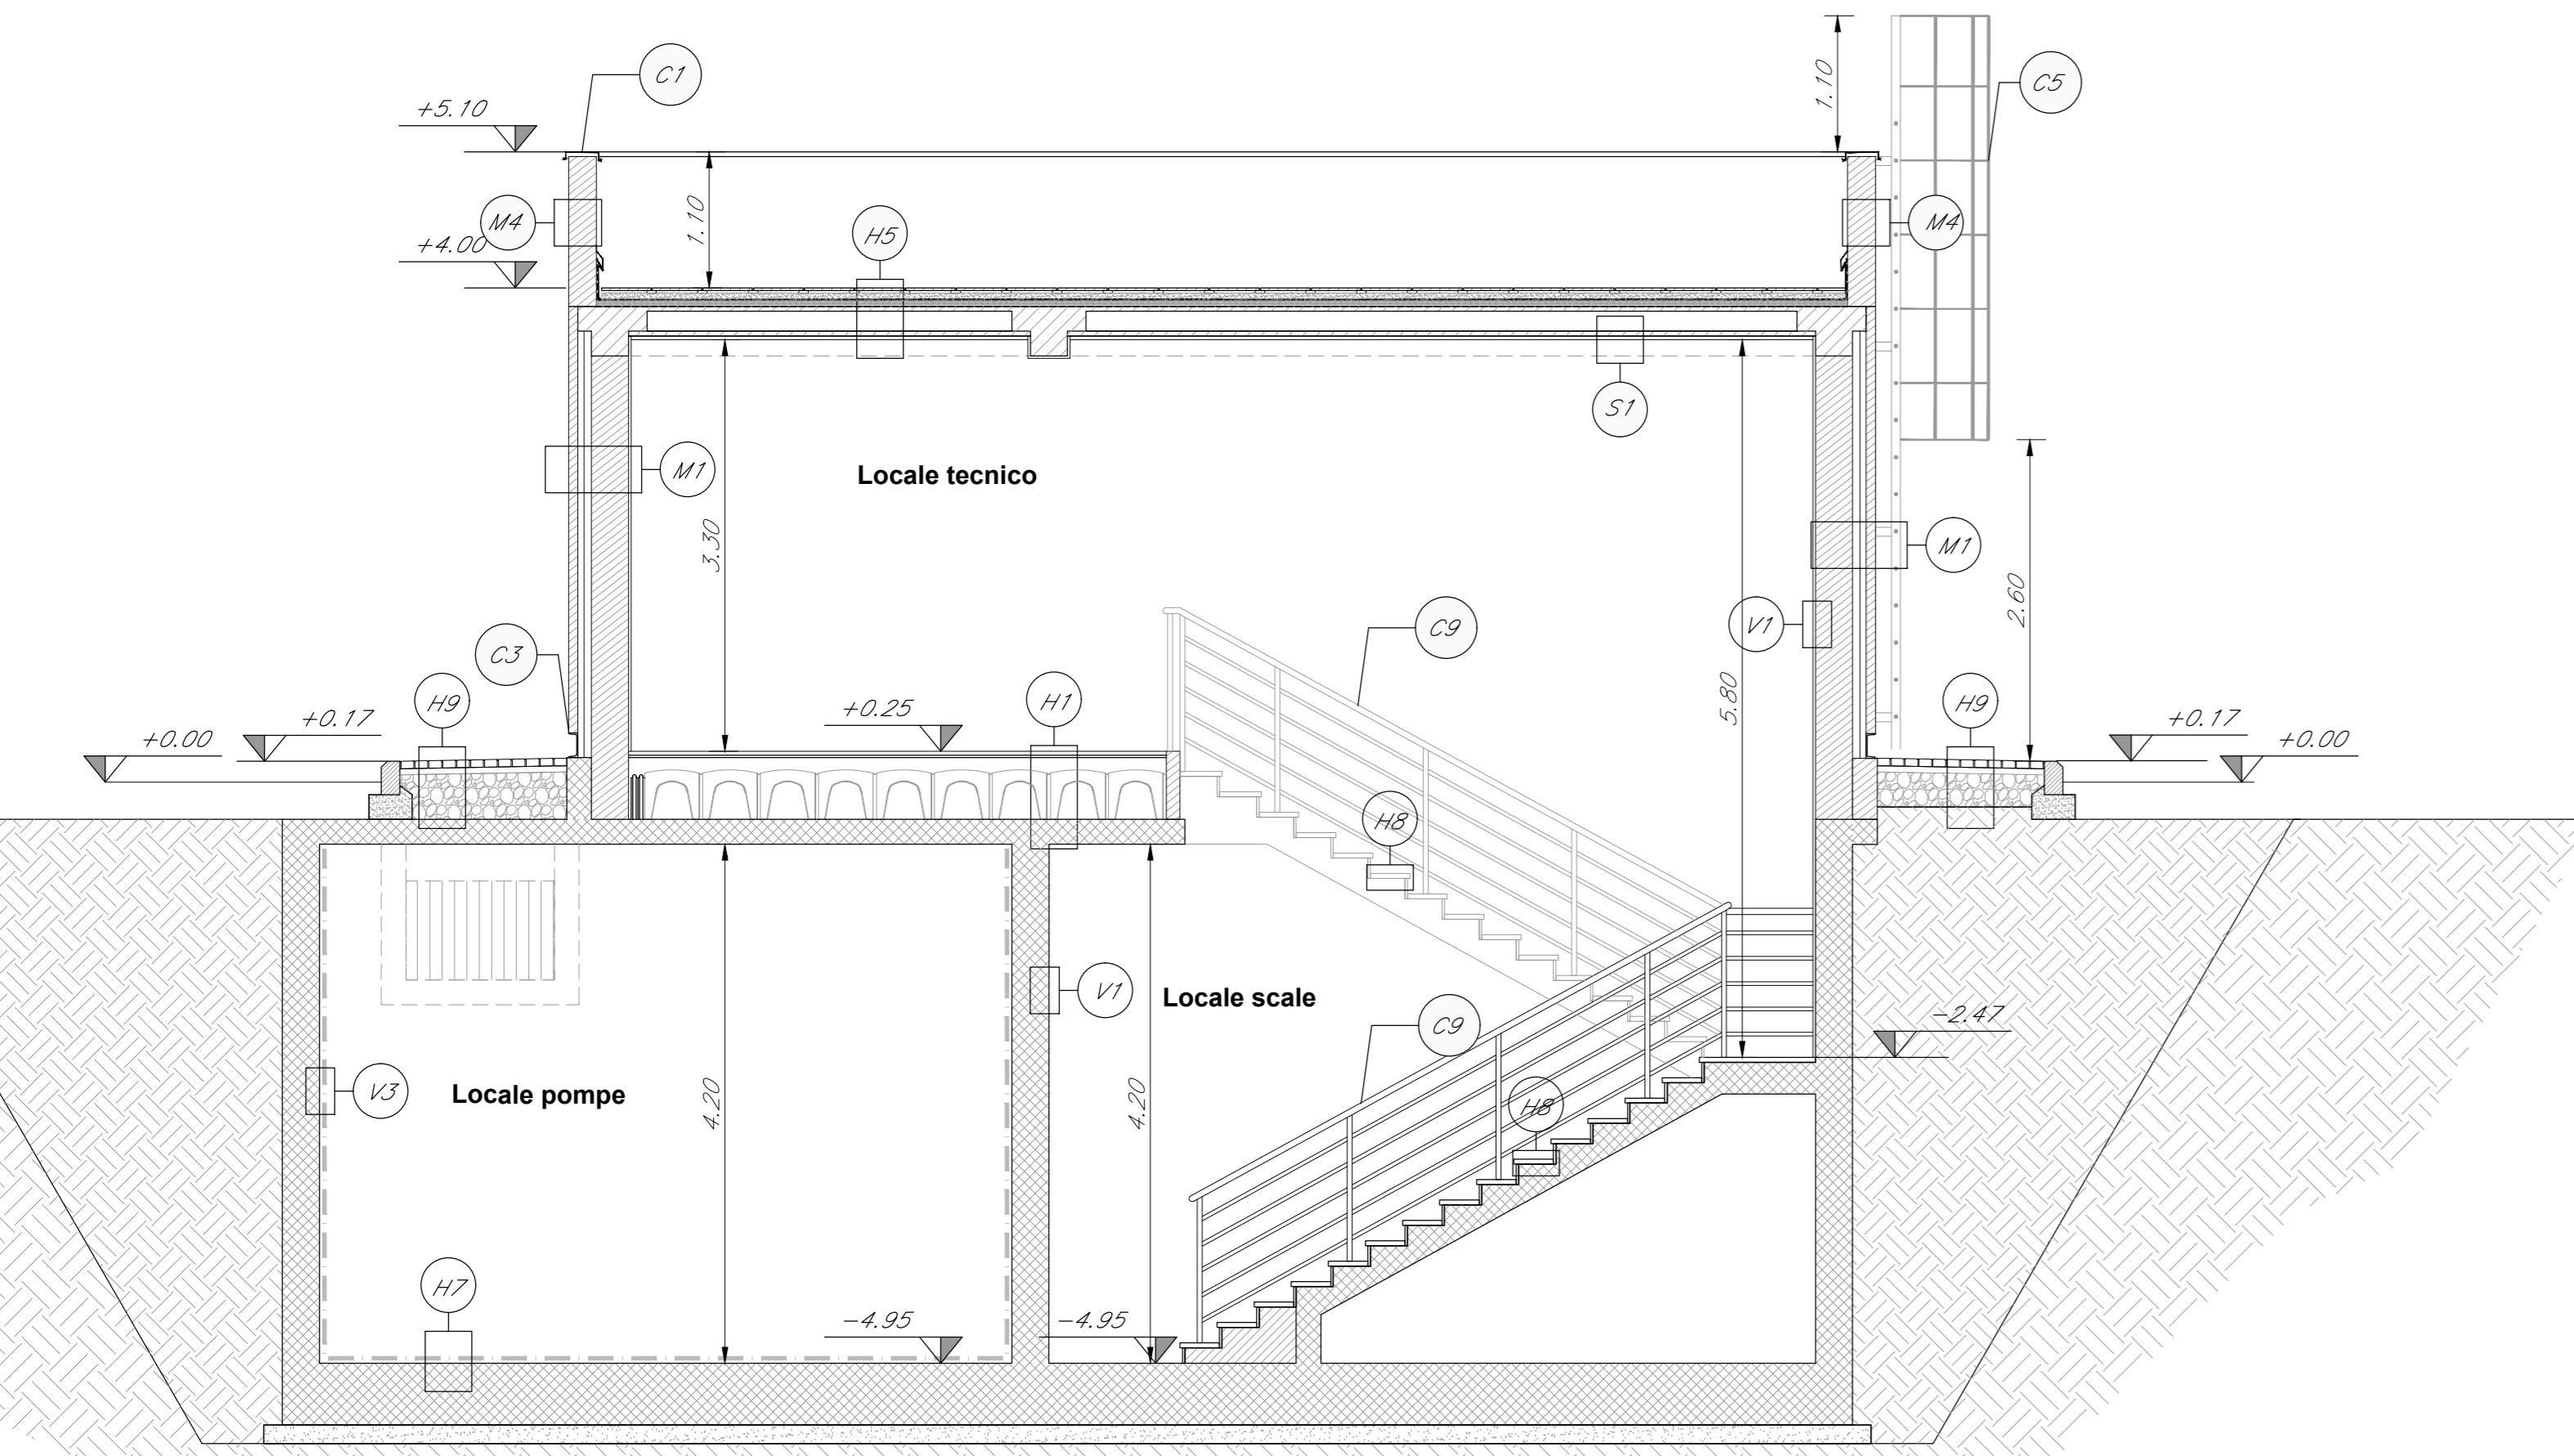 1.10
C1
C5
+5.10
M4
1.10
H5
M4
+4.00
S1
M1
Locale tecnico
3.30
M1
2.60
V1
C9
C3
5.80
H9
+0.17
+0.00
+0.25
H1
H9
+0.17
+0.00
H8
V1
Locale scale
C9
-2.47
V3
Locale pompe
4.20
4.20
H8
H7
-4.95
-4.95